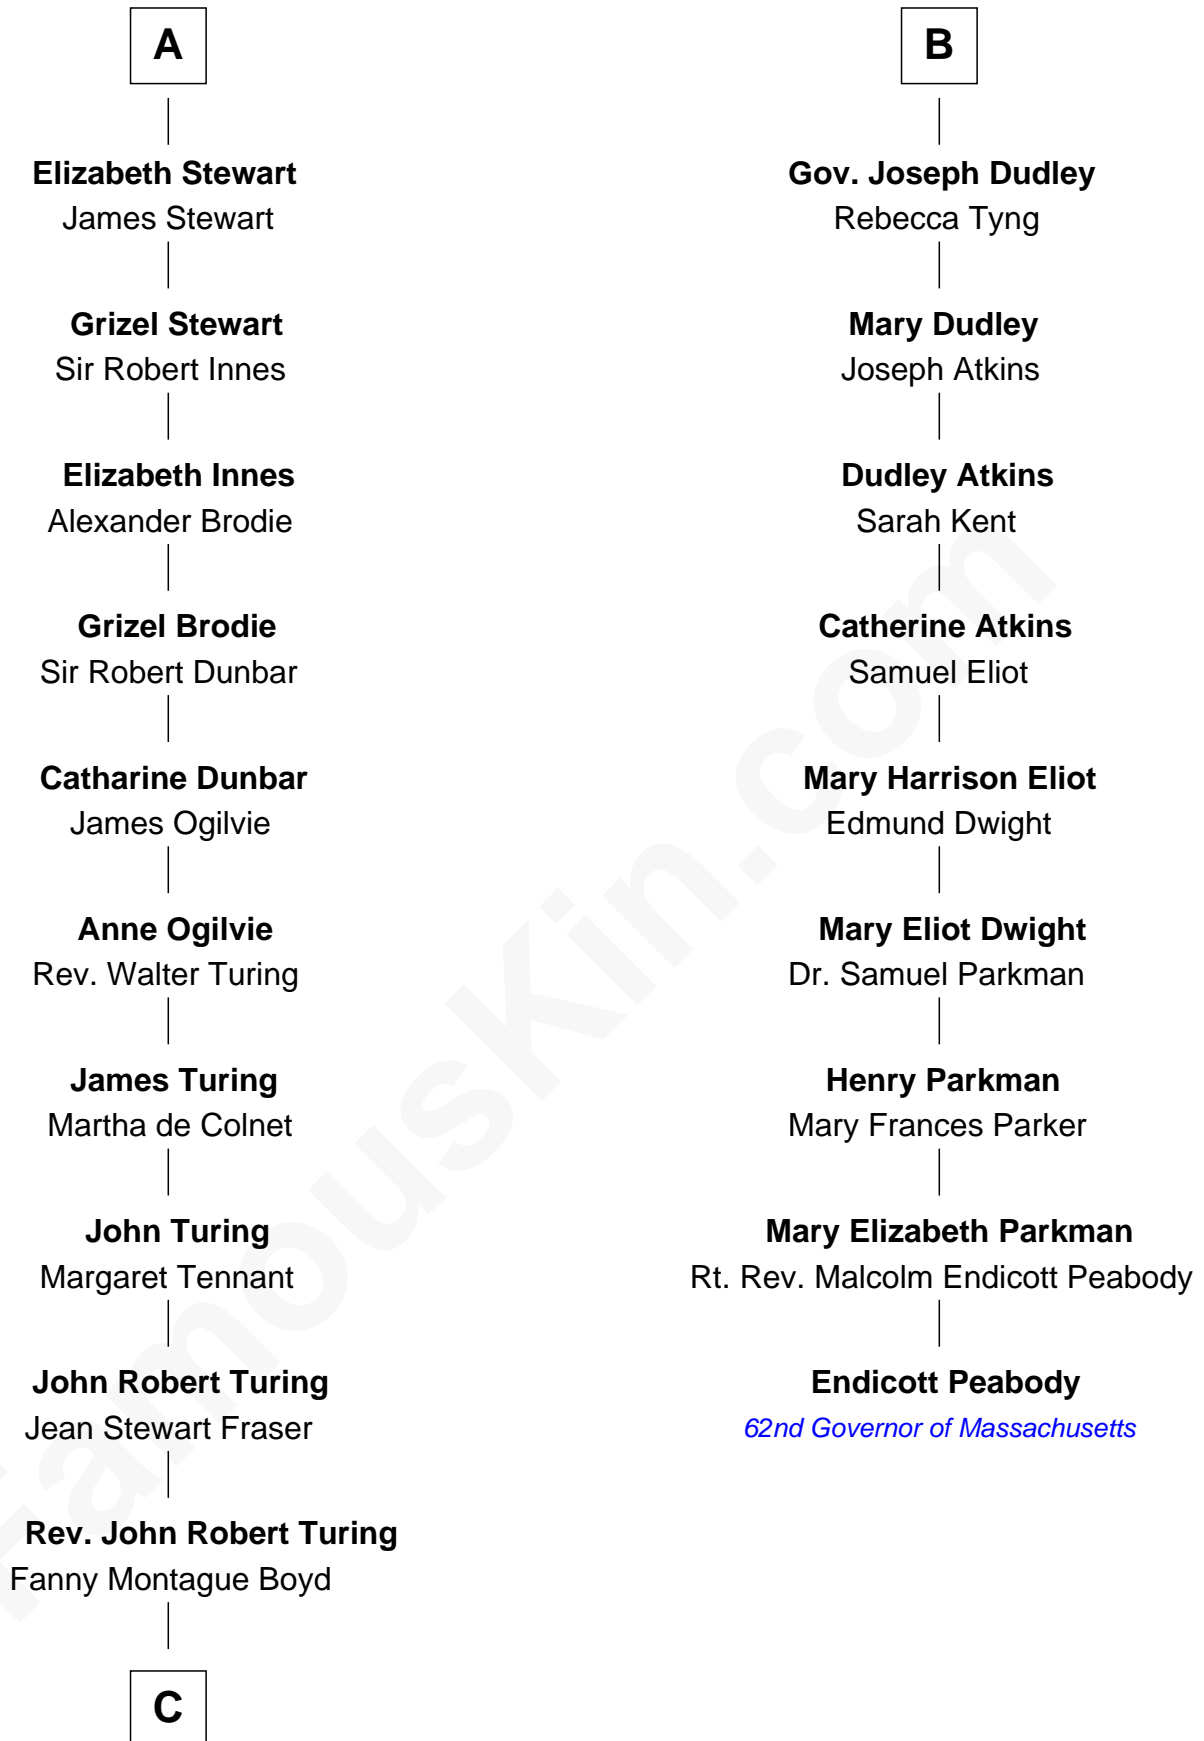 A
Elizabeth Stewart
James Stewart
Grizel Stewart
Sir Robert Innes
Elizabeth Innes
Alexander Brodie
Grizel Brodie
Sir Robert Dunbar
Catharine Dunbar
James Ogilvie
Anne Ogilvie
Rev. Walter Turing
James Turing
Martha de Colnet
John Turing
Margaret Tennant
John Robert Turing
Jean Stewart Fraser
Rev. John Robert Turing
Fanny Montague Boyd
C
B
Gov. Joseph Dudley
Rebecca Tyng
Mary Dudley
Joseph Atkins
Dudley Atkins
Sarah Kent
Catherine Atkins
Samuel Eliot
Mary Harrison Eliot
Edmund Dwight
Mary Eliot Dwight
Dr. Samuel Parkman
Henry Parkman
Mary Frances Parker
Mary Elizabeth Parkman
Rt. Rev. Malcolm Endicott Peabody
Endicott Peabody
62nd Governor of Massachusetts
FamousKin.com